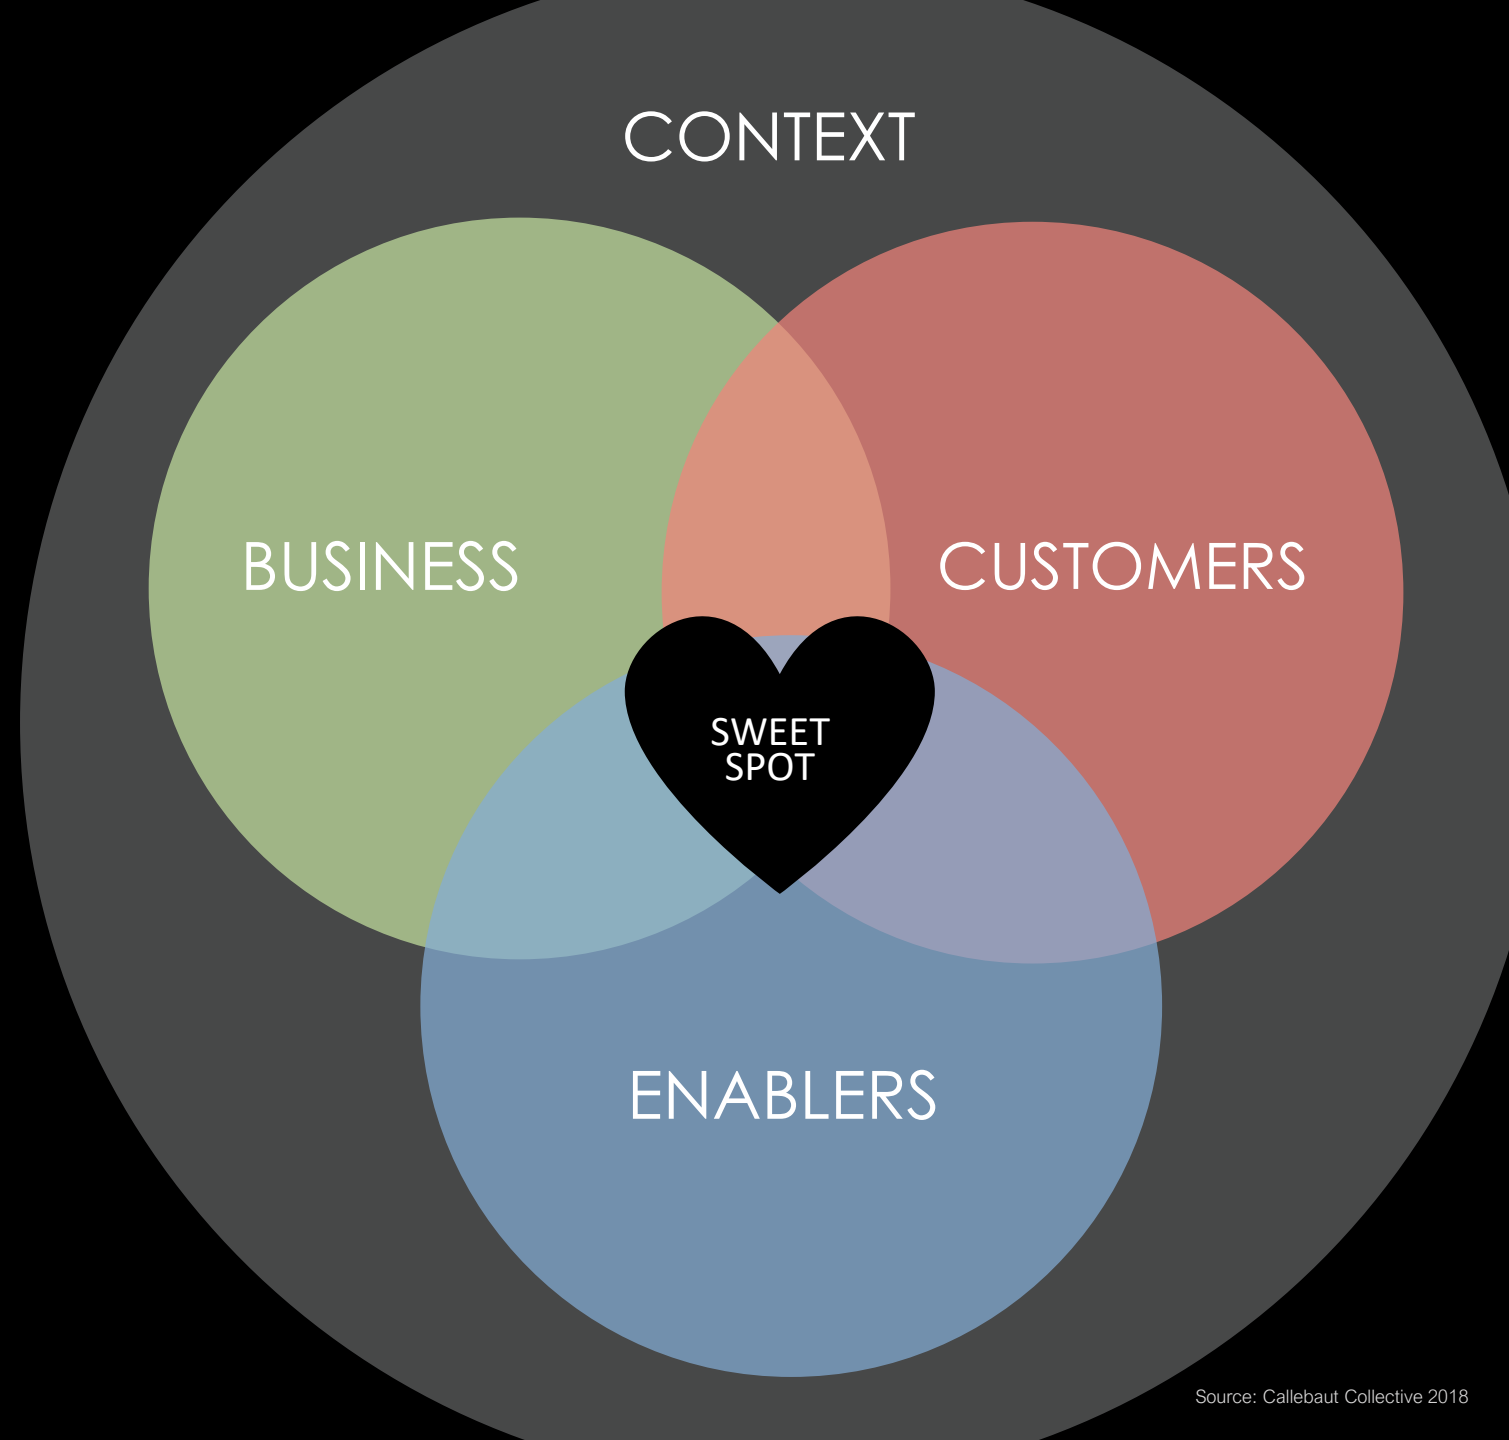 CONTEXT
BUSINESS
CUSTOMERS
SWEET
SPOT
ENABLERS
Source: Callebaut Collective 2018